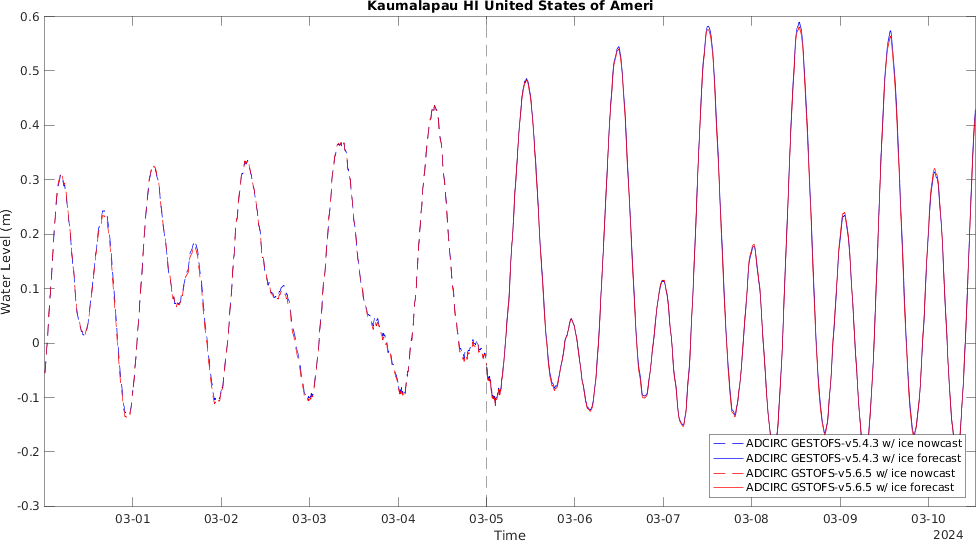 Kaumalapau HI United States of Ameri
0.6
0.5
0.4
0.3
0.2
0.1
0
-0.1
-0.2
-0.3
Water Level (m)
ADCIRC GESTOFS-v5.4.3 w/ ice nowcast
ADCIRC GESTOFS-v5.4.3 w/ ice forecast
ADCIRC GSTOFS-v5.6.5 w/ ice nowcast
ADCIRC GSTOFS-v5.6.5 w/ ice forecast
03-01 03-02 03-03 03-04 03-05 03-06 03-07 03-08 03-09 03-10
Time
2024